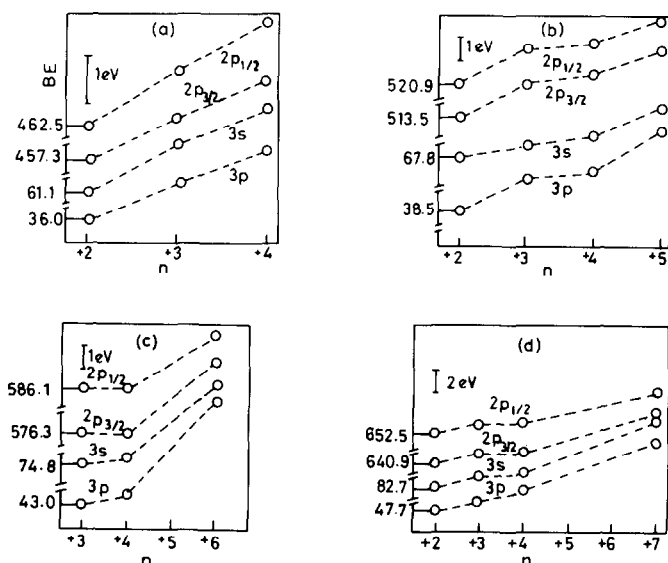 (a)
BE
1eV
2p1/2
2p3/2
3s
3p
462.5
457.3
61.1
36.0
+2 +3 +4
n
(b)
1eV
2p1/2
2p3/2
3s
3p
520.9
513.5
67.8
38.5
+2 +3 +4 +5
n
(c)
1eV
2p1/2
2p3/2
3s
3p
586.1
576.3
74.8
43.0
+3 +4 +5 +6
n
(d)
2eV
2p1/2
2p3/2
3s
3p
652.5
640.9
82.7
47.7
+2 +3 +4 +5 +6 +7
n